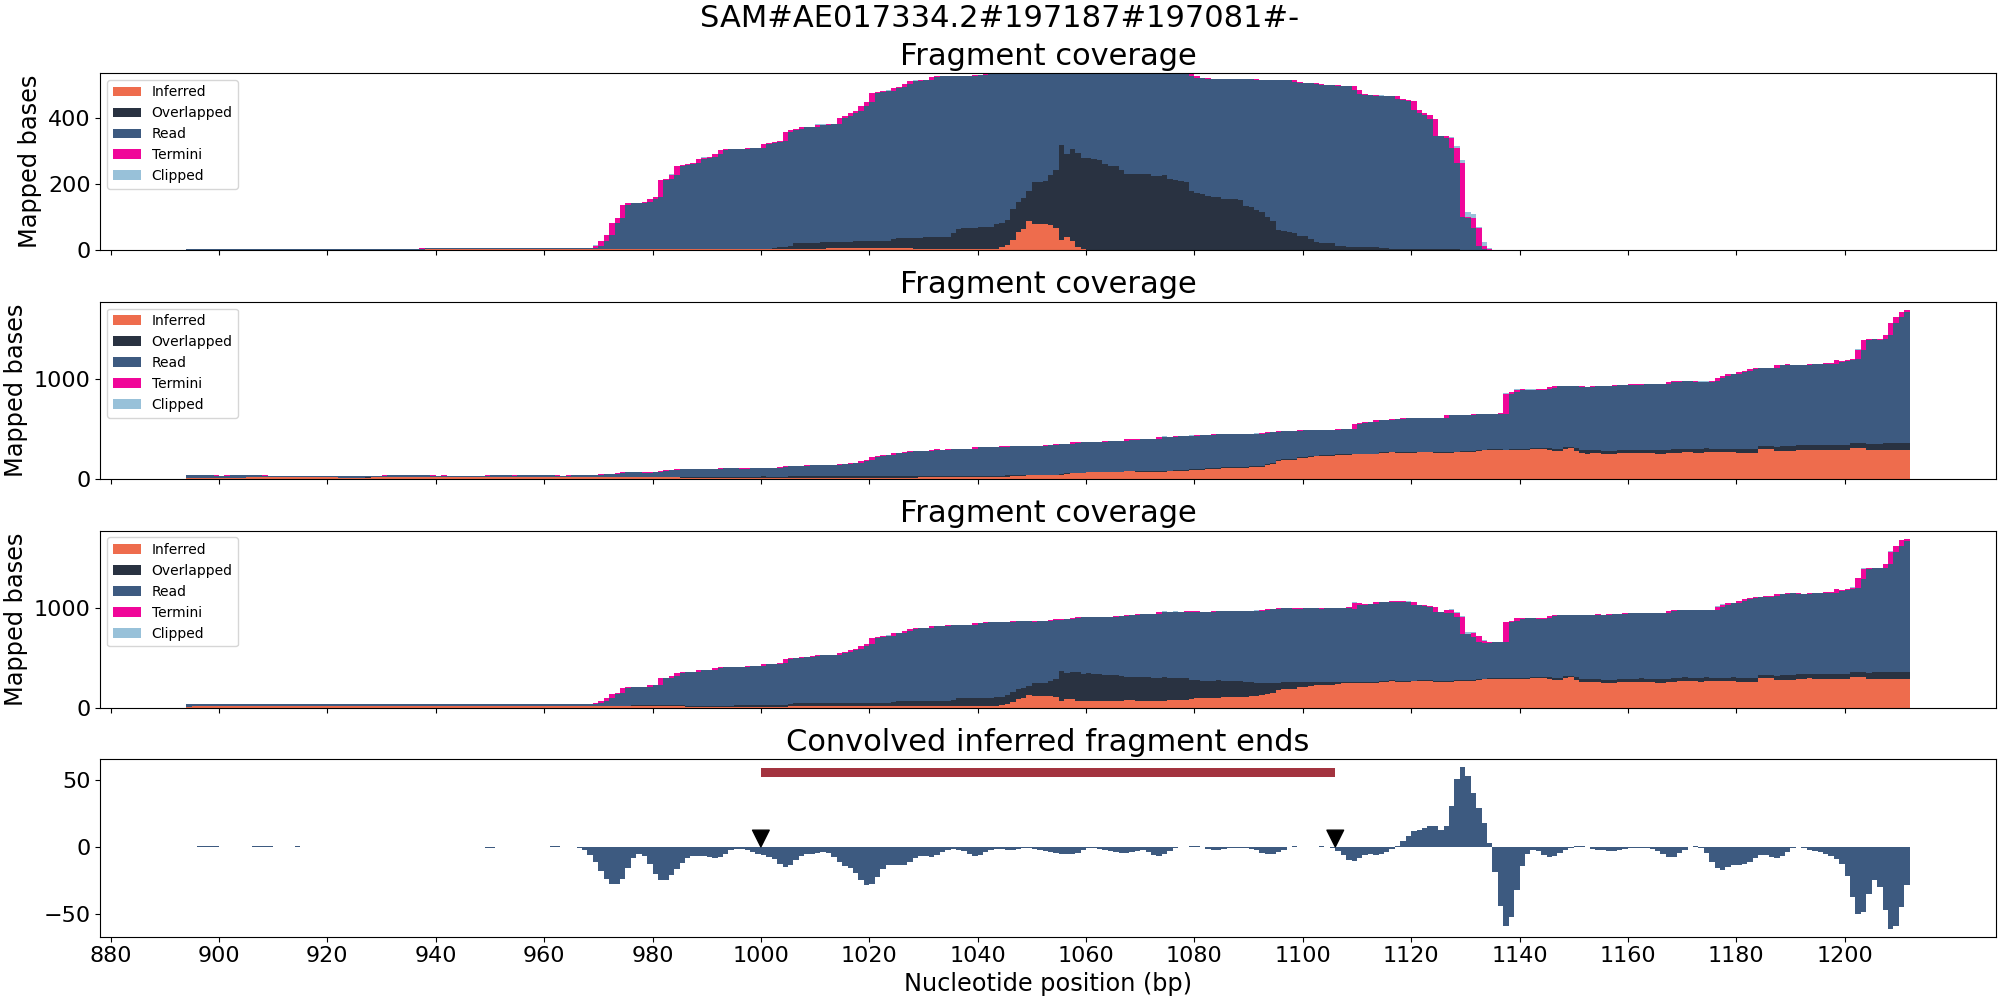 SAM#AE017334.2#197187#197081#-
Fragment coverage
Mapped bases
400
200
0
Inferred
Overlapped
Read
Termini
Clipped
Fragment coverage
Mapped bases
1000
0
Inferred
Overlapped
Read
Termini
Clipped
Fragment coverage
Mapped bases
1000
0
Inferred
Overlapped
Read
Termini
Clipped
Convolved inferred fragment ends
50
0
−50
880 900 920 940 960 980 1000 1020 1040 1060 1080 1100 1120 1140 1160 1180 1200
Nucleotide position (bp)